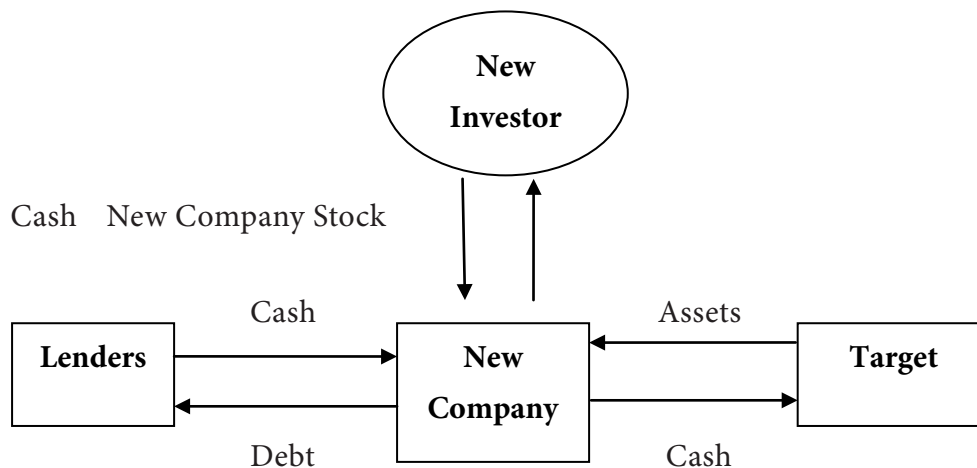 New
Investor
Cash New Company Stock
Cash
Assets
Lenders
New
Company
Target
Debt
Cash